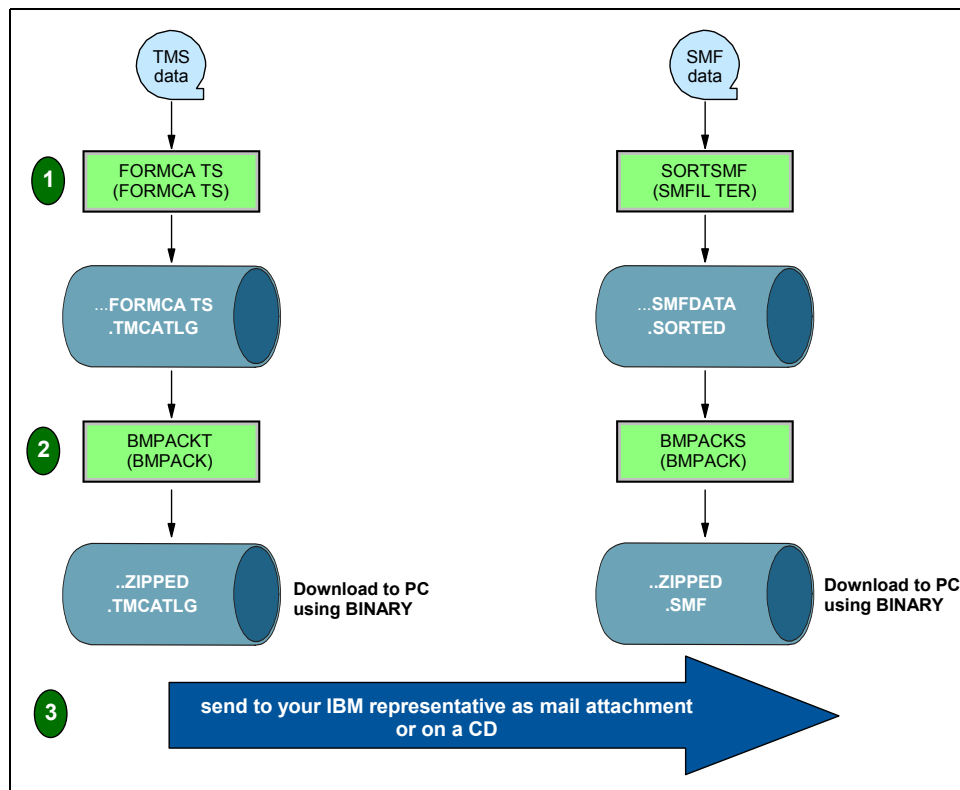 TMS
data
SMF
data
1
FORMCA TS
(FORMCA TS)
SORTSMF
(SMFIL TER)
...FORMCA TS
.TMCATLG
...SMFDATA
.SORTED
2
BMPACKT
(BMPACK)
BMPACKS
(BMPACK)
..ZIPPED
.TMCATLG
Download to PC
using BINARY
..ZIPPED
.SMF
Download to PC
using BINARY
3
send to your IBM representative as mail attachment
or on a CD